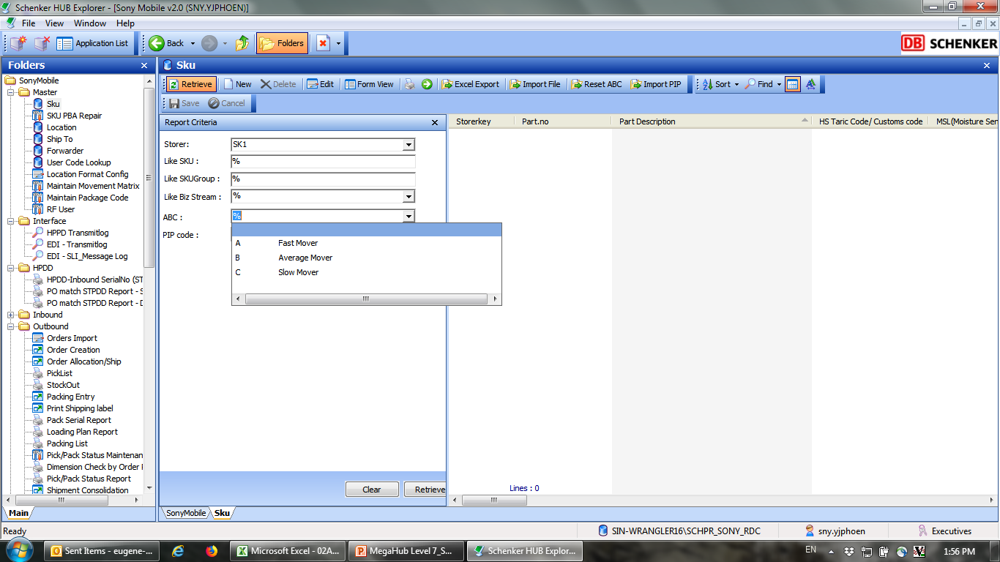 Schenker HUB Explorer - [Sony Mobile v2.0 (SNY.YJPHOEN)]
File View Window Help
Application List Back Folders
DB SCHENKER
Folders
SonyMobile
Master
Sku
SKU PBA Repair
Location
Ship To
Forwarder
User Code Lookup
Location Format Config
Maintain Movement Matrix
Maintain Package Code
RF User
Interface
HPPD Transmitlog
EDI - Transmitlog
EDI - SLI_Message Log
HPDD
HPDD-Inbound SerialNo (ST
PO match STPDD Report - S
PO match STPDD Report - D
Inbound
Outbound
Orders Import
Order Creation
Order Allocation/Ship
PickList
StockOut
Packing Entry
Print Shipping label
Pack Serial Report
Loading Plan Report
Packing List
Pick/Pack Status Maintenan
Dimension Check by Order
Pick/Pack Status Report
Shipment Consolidation
Main
Sku
Retrieve New Delete Edit Form View Excel Export Import File Reset ABC Import PIP Sort Find
Save Cancel
Report Criteria
Storer: SK1
Like SKU : %
Like SKUGroup : %
Like Biz Stream : %
ABC : %
PIP code :
A Fast Mover
B Average Mover
C Slow Mover
Clear Retrieve
Storerkey Part.no Part Description HS Taric Code/ Customs code MSL(Moisture Sen
Lines : 0
SonyMobile Sku
Ready SIN-WRANGLER16\SCHPR_SONY_RDC sny.yjphoen Executives
Sent Items - eugene-... Microsoft Excel - 02A... MegaHub Level 7_S... Schenker HUB Explor... EN 1:56 PM